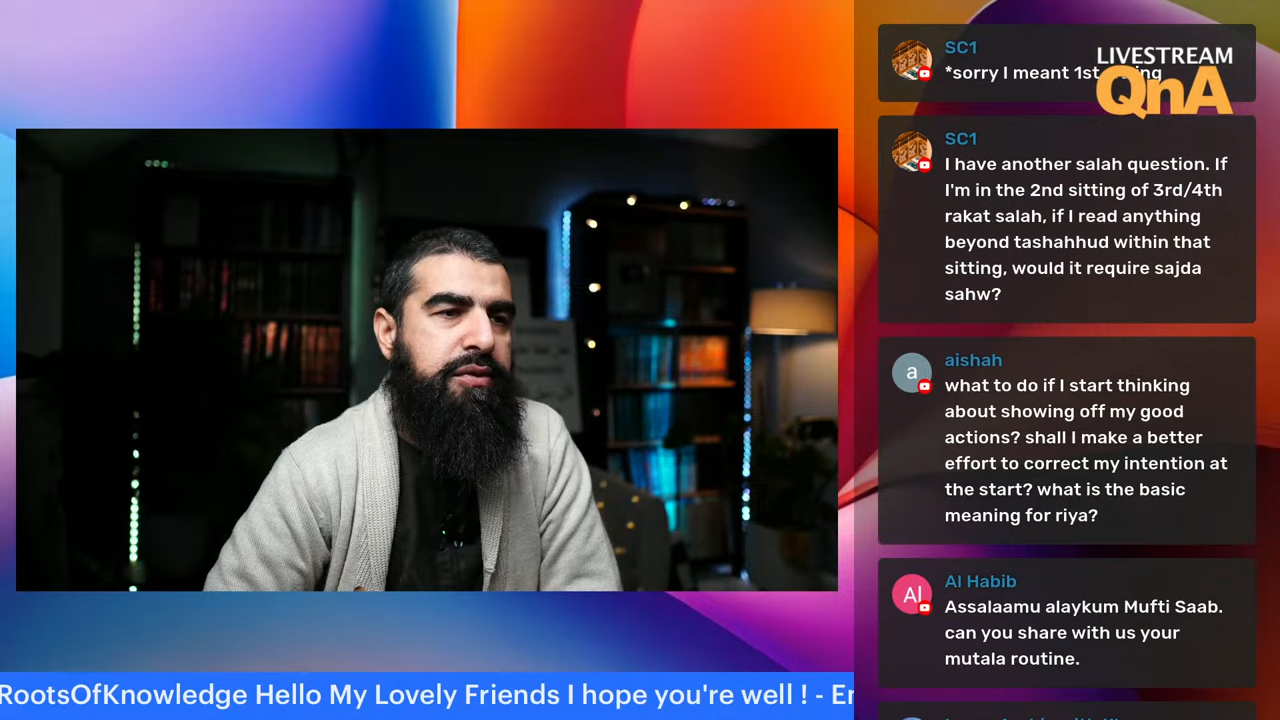 LIVESTREAM
QnA
SC1
*sorry I meant 1st
SC1
I have another salah question. If
I'm in the 2nd sitting of 3rd/4th
rakat salah, if I read anything
beyond tashahhud within that
sitting, would it require sajda
sahw?
a
aishah
what to do if I start thinking
about showing off my good
actions? shall I make a better
effort to correct my intention at
the start? what is the basic
meaning for riya?
Al
Al Habib
Assalaamu alaykum Mufti Saab.
can you share with us your
mutala routine.
RootsOfKnowledge Hello My Lovely Friends I hope you're well ! -